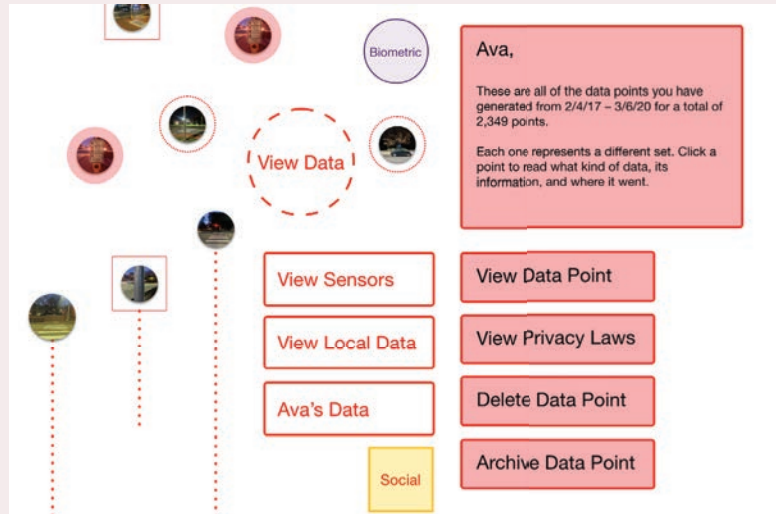 Biometric
View Data
Ava,
These are all of the data points you have
generated from 2/4/17 – 3/6/20 for a total of
2,349 points.
Each one represents a different set. Click a
point to read what kind of data, its
information, and where it went.
View Sensors
View Local Data
Ava's Data
Social
View Data Point
View Privacy Laws
Delete Data Point
Archive Data Point